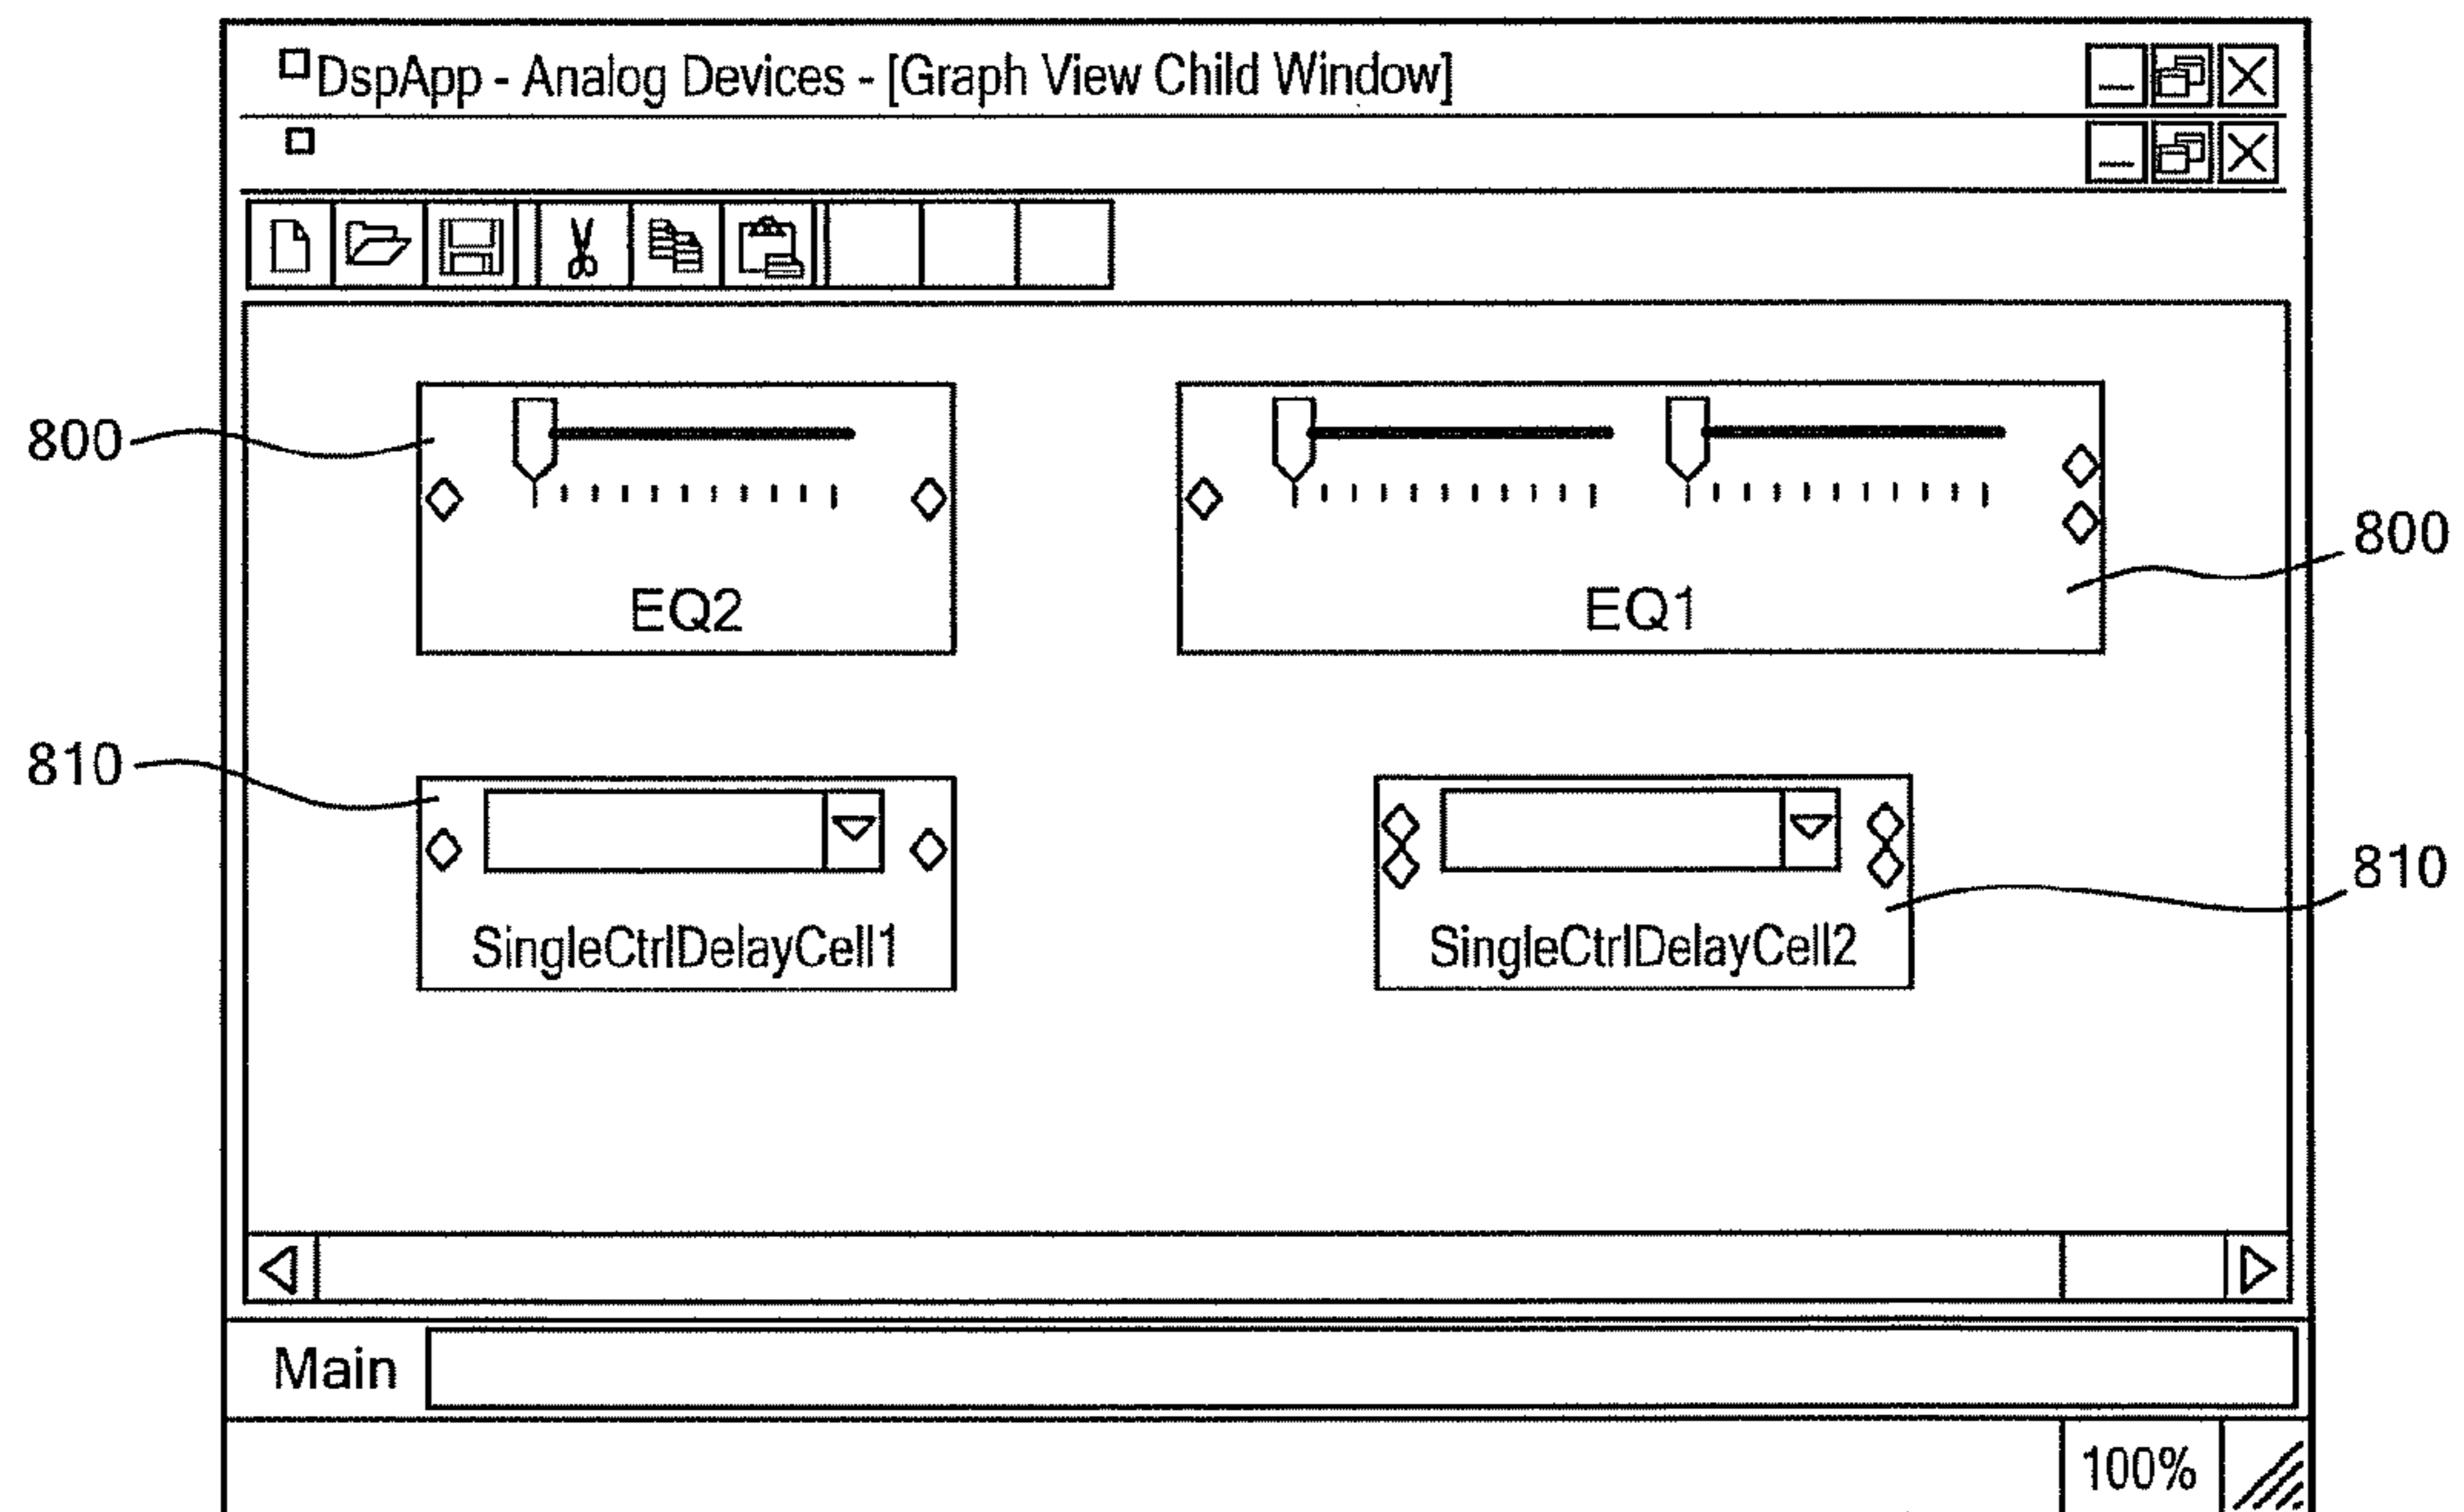 DspApp - Analog Devices - [Graph View Child Window]
800
EQ2
EQ1
800
810
SingleCtrlDelayCell1
SingleCtrlDelayCell2
810
Main
100%